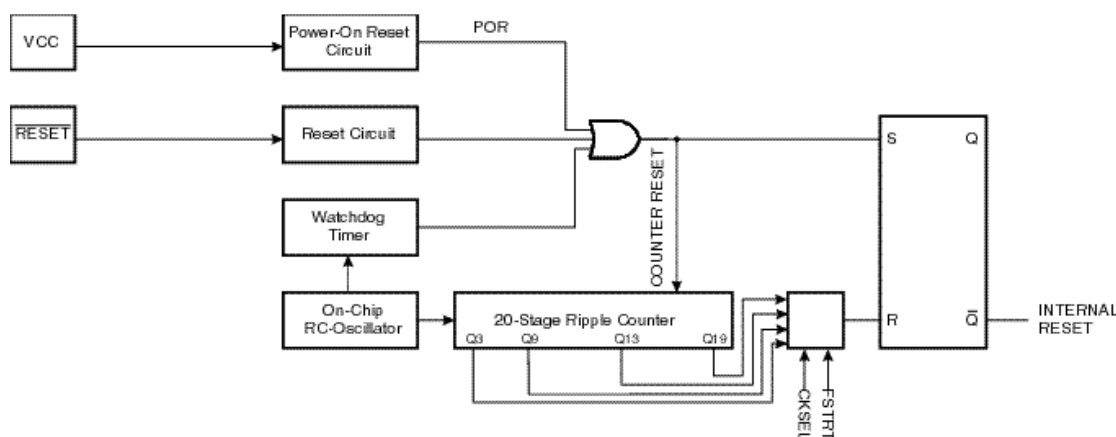 VCC
Power-On Reset
Circuit
POR
RESET
Reset Circuit
S
Q
COUNTER RESET
Watchdog
Timer
On-Chip
RC-Oscillator
20-Stage Ripple Counter
Q3
Q9
Q13
Q19
R
Q
INTERNAL
RESET
CKSEL
FSTRT